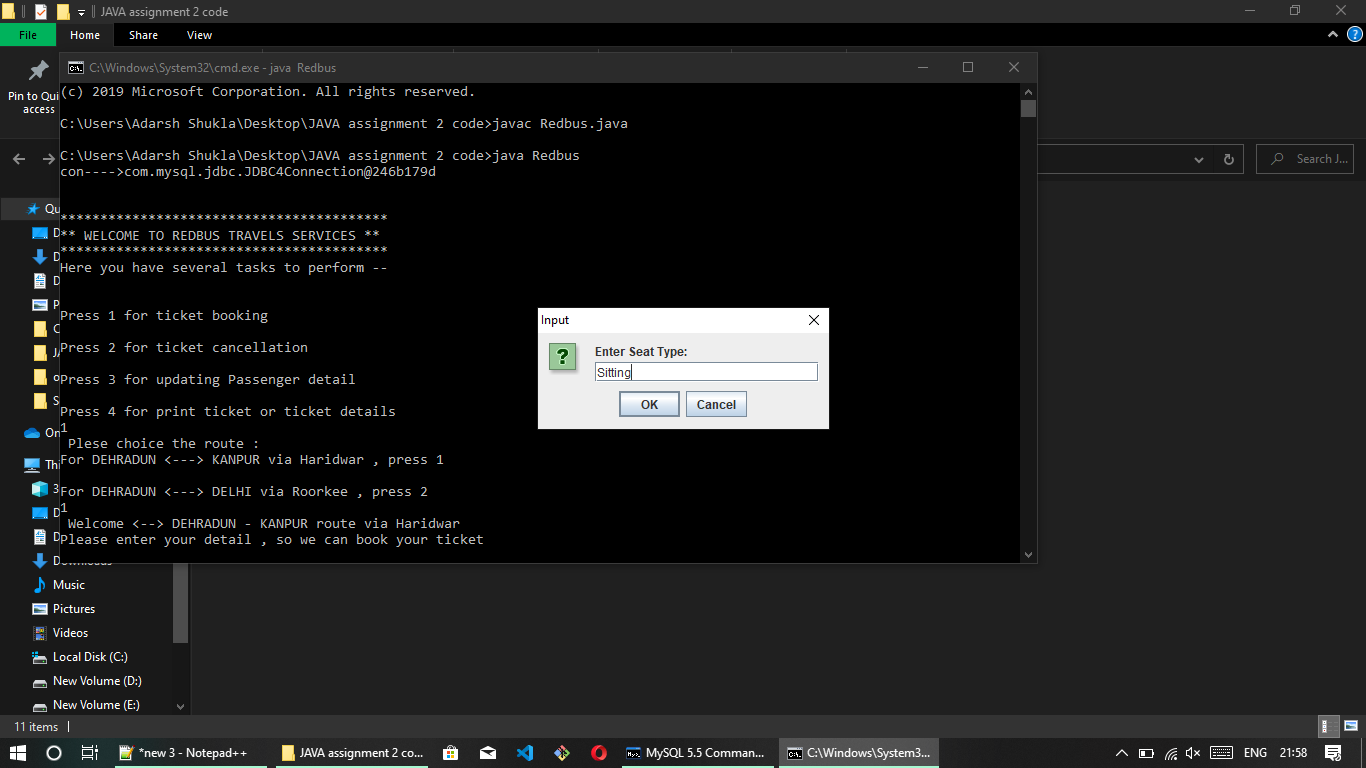 JAVA assignment 2 code
File Home Share View
Pin to Qui
access
C:\Windows\System32\cmd.exe - java Redbus
(c) 2019 Microsoft Corporation. All rights reserved.
C:\Users\Adarsh Shukla\Desktop\JAVA assignment 2 code>javac Redbus.java
C:\Users\Adarsh Shukla\Desktop\JAVA assignment 2 code>java Redbus
con---->com.mysql.jdbc.JDBC4Connection@246b179d
*****************************************
** WELCOME TO REDBUS TRAVELS SERVICES **
*****************************************
Here you have several tasks to perform --
Press 1 for ticket booking
Press 2 for ticket cancellation
Press 3 for updating Passenger detail
Press 4 for print ticket or ticket details
1
Plese choice the route :
For DEHRADUN <---> KANPUR via Haridwar , press 1
For DEHRADUN <---> DELHI via Roorkee , press 2
1
Welcome <--> DEHRADUN - KANPUR route via Haridwar
Please enter your detail , so we can book your ticket
Input
Enter Seat Type:
Sitting
OK Cancel
Search J...
Music
Pictures
Videos
Local Disk (C:)
New Volume (D:)
New Volume (E:)
11 items
*new 3 - Notepad++ JAVA assignment 2 co... MySQL 5.5 Comman... C:\Windows\System3... ENG 21:58